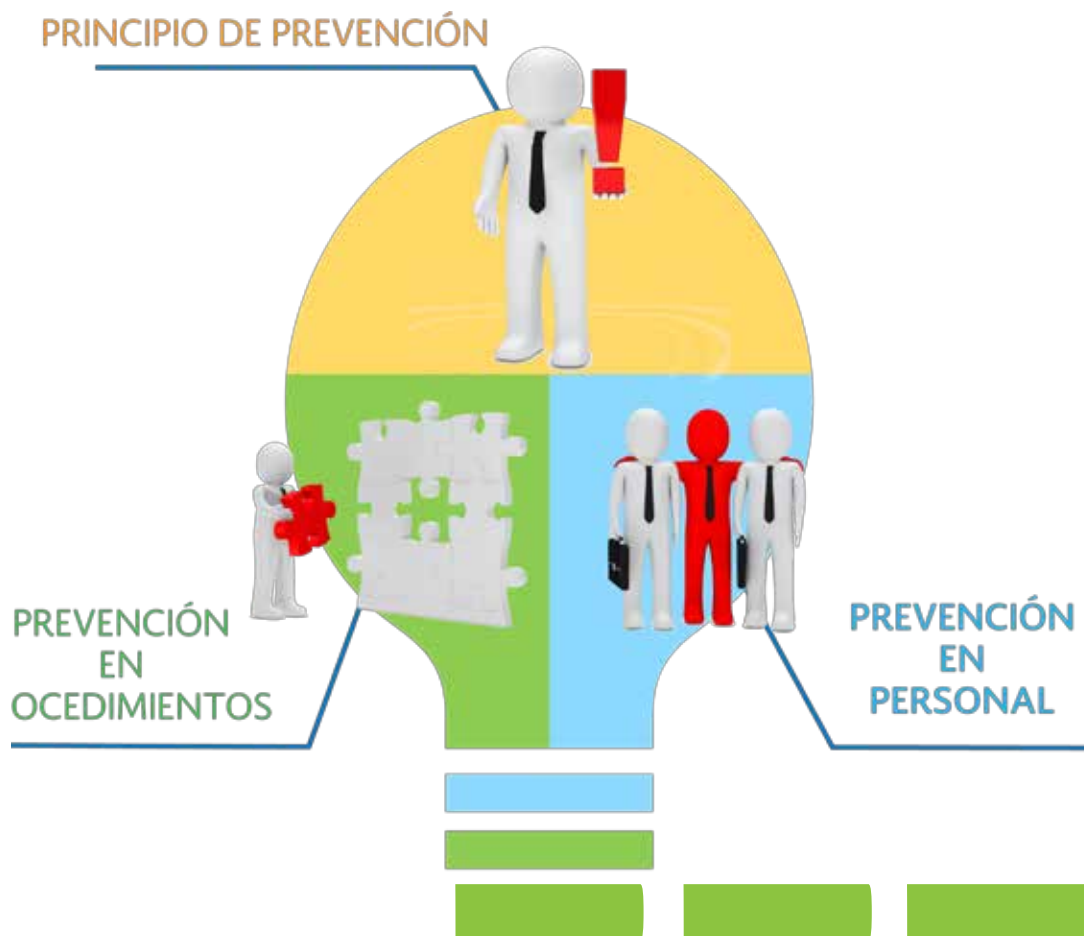 PRINCIPIO DE PREVENCIÓN
PREVENCIÓN
EN
OCEDIMIENTOS
PREVENCIÓN
EN
PERSONAL